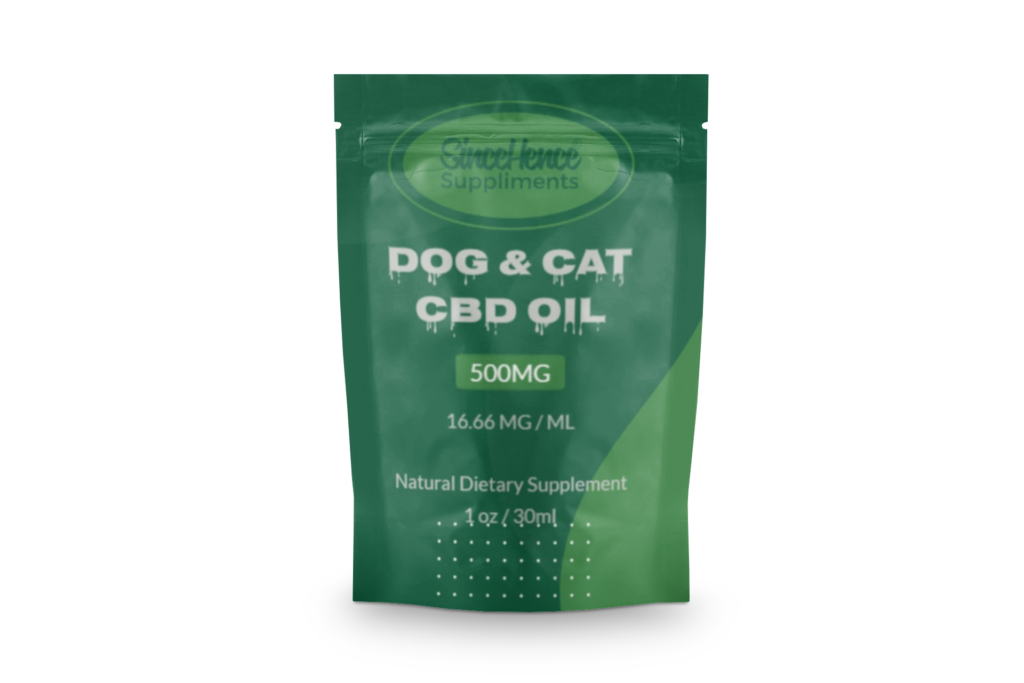 SinceHence
Suppliments
DOG & CAT
CBD OIL
500MG
16.66 MG / ML
Natural Dietary Supplement
1 oz / 30ml